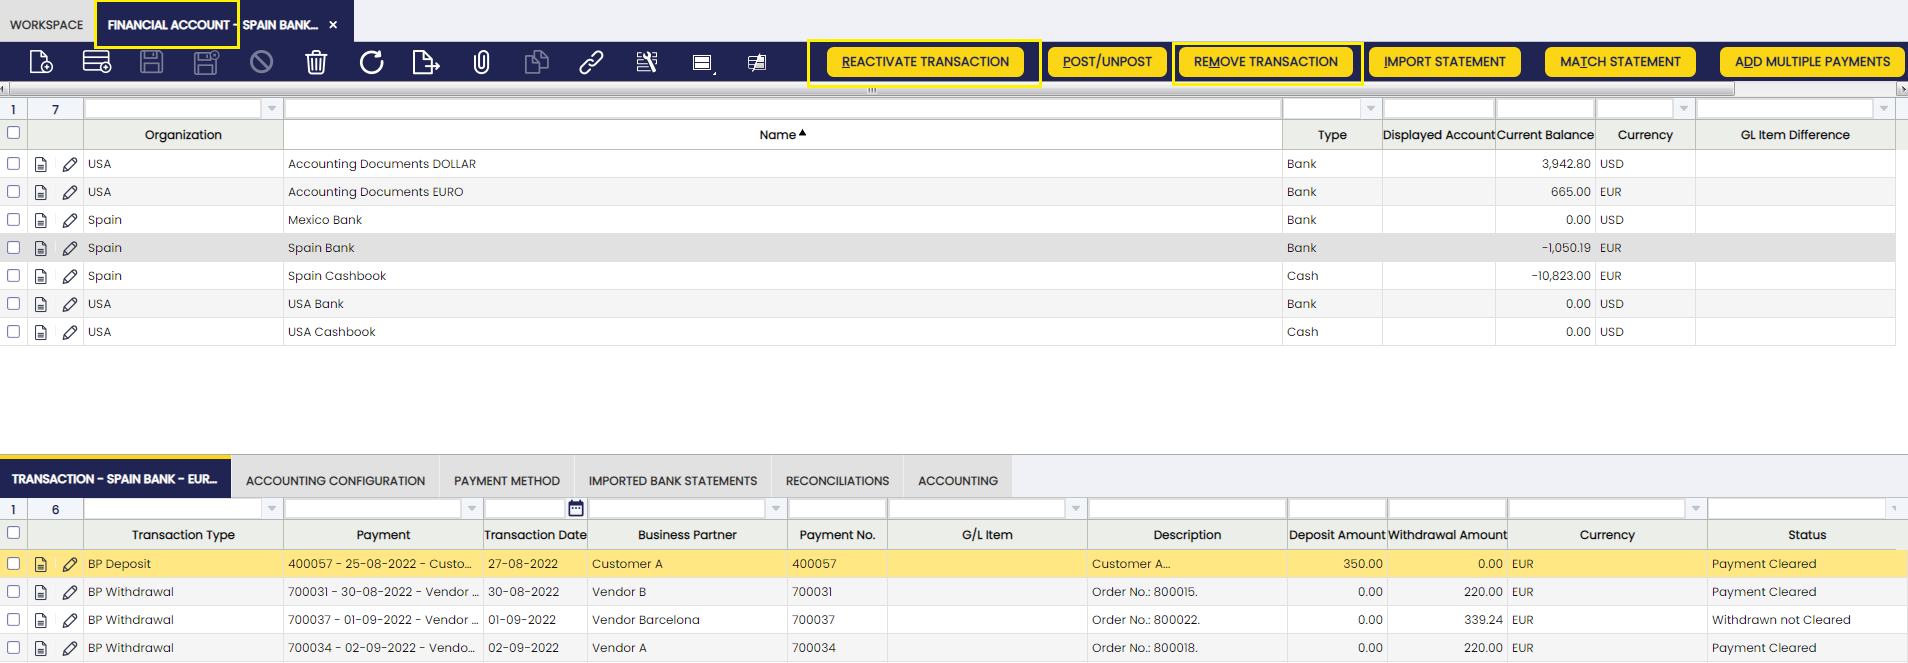 WORKSPACE FINANCIAL ACCOUNT - SPAIN BANK... ×
REACTIVATE TRANSACTION POST/UNPOST REMOVE TRANSACTION IMPORT STATEMENT MATCH STATEMENT ADD MULTIPLE PAYMENTS
1 7
Organization Name Type Displayed Account Current Balance Currency GL Item Difference
USA Accounting Documents DOLLAR Bank 3,942.80 USD
USA Accounting Documents EURO Bank 665.00 EUR
Spain Mexico Bank Bank 0.00 USD
Spain Spain Bank Bank -1,050.19 EUR
Spain Spain Cashbook Cash -10,823.00 EUR
USA USA Bank Bank 0.00 USD
USA USA Cashbook Cash 0.00 USD
TRANSACTION - SPAIN BANK - EUR... ACCOUNTING CONFIGURATION PAYMENT METHOD IMPORTED BANK STATEMENTS RECONCILIATIONS ACCOUNTING
1 6
Transaction Type Payment Transaction Date Business Partner Payment No. G/L Item Description Deposit Amount Withdrawal Amount Currency Status
BP Deposit 400057 - 25-08-2022 - Custo... 27-08-2022 Customer A 400057 Customer A... 350.00 0.00 EUR Payment Cleared
BP Withdrawal 700031 - 30-08-2022 - Vendor ... 30-08-2022 Vendor B 700031 Order No.: 800015. 0.00 220.00 EUR Payment Cleared
BP Withdrawal 700037 - 01-09-2022 - Vendor ... 01-09-2022 Vendor Barcelona 700037 Order No.: 800022. 0.00 339.24 EUR Withdrawn not Cleared
BP Withdrawal 700034 - 02-09-2022 - Vendo... 02-09-2022 Vendor A 700034 Order No.: 800018. 0.00 220.00 EUR Payment Cleared